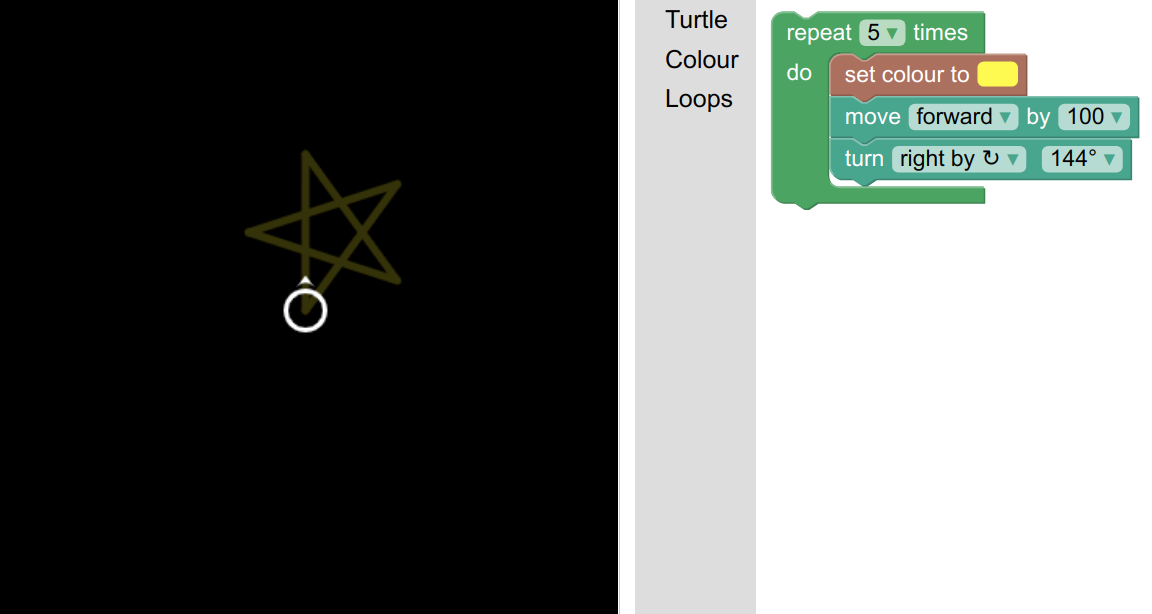 Turtle
Colour
Loops
repeat 5 ▾ times
do
set colour to
move forward ▾ by 100 ▾
turn right by ↻ ▾ 144° ▾